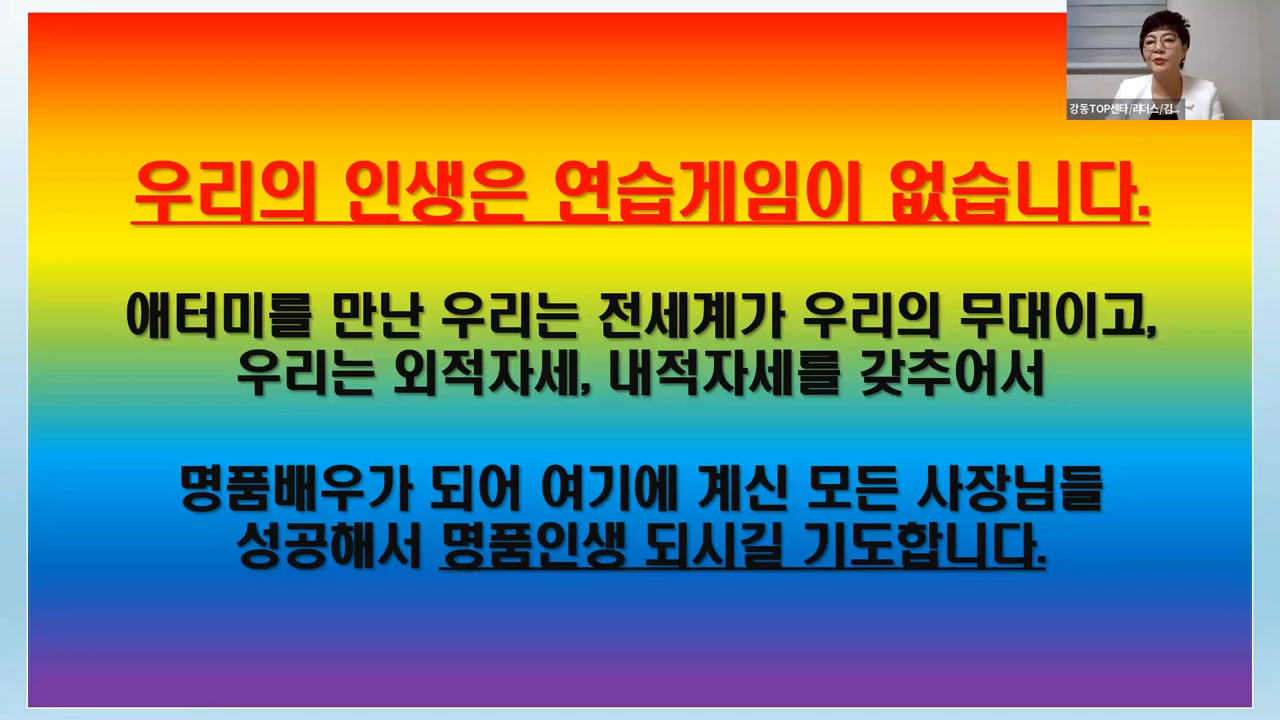 강동TOP센타/리더스/김...
우리의 인생은 연습게임이 없습니다.
애터미를 만난 우리는 전세계가 우리의 무대이고,
우리는 외적자세, 내적자세를 갖추어서
명품배우가 되어 여기에 계신 모든 사장님들
성공해서 명품인생 되시길 기도합니다.